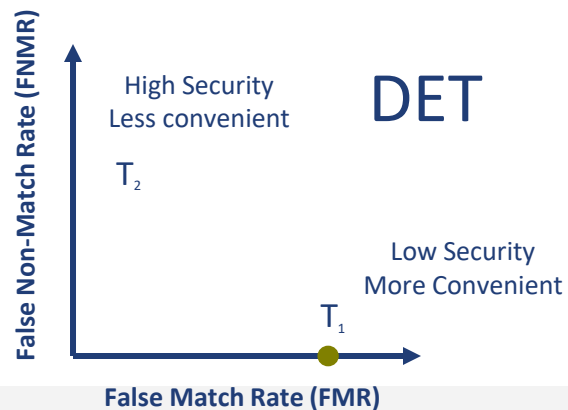 False Non-Match Rate (FNMR)
High Security
Less convenient
DET
T₂
Low Security
More Convenient
T₁
False Match Rate (FMR)